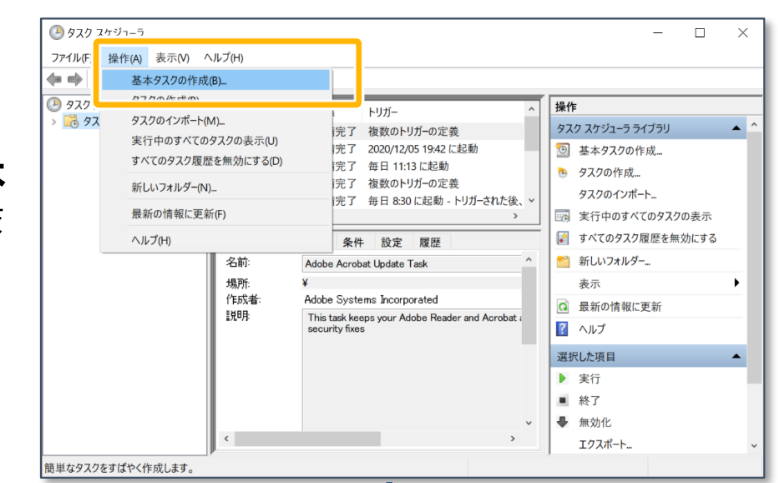 タスク スケジューラ
ファイル(F) 操作(A) 表示(V) ヘルプ(H)
基本タスクの作成(B)...
タスクのインポート(M)...
実行中のすべてのタスクの表示(U)
すべてのタスク履歴を無効にする(D)
新しいフォルダー(N)...
最新の情報に更新(F)
ヘルプ(H)
トリガー
完了 複数のトリガーの定義
完了 2020/12/05 19:42 に起動
完了 毎日 11:13 に起動
完了 複数のトリガーの定義
完了 毎日 8:30 に起動 - トリガーされた後、
条件 設定 履歴
名前: Adobe Acrobat Update Task
場所: ¥
作成者: Adobe Systems Incorporated
説明: This task keeps your Adobe Reader and Acrobat
security fixes
操作
タスク スケジューラ ライブラリ
基本タスクの作成...
タスクの作成...
タスクのインポート...
実行中のすべてのタスクの表示
すべてのタスク履歴を無効にする
新しいフォルダー...
表示
最新の情報に更新
ヘルプ
選択した項目
実行
終了
無効化
エクスポート...
簡単なタスクをすばやく作成します。